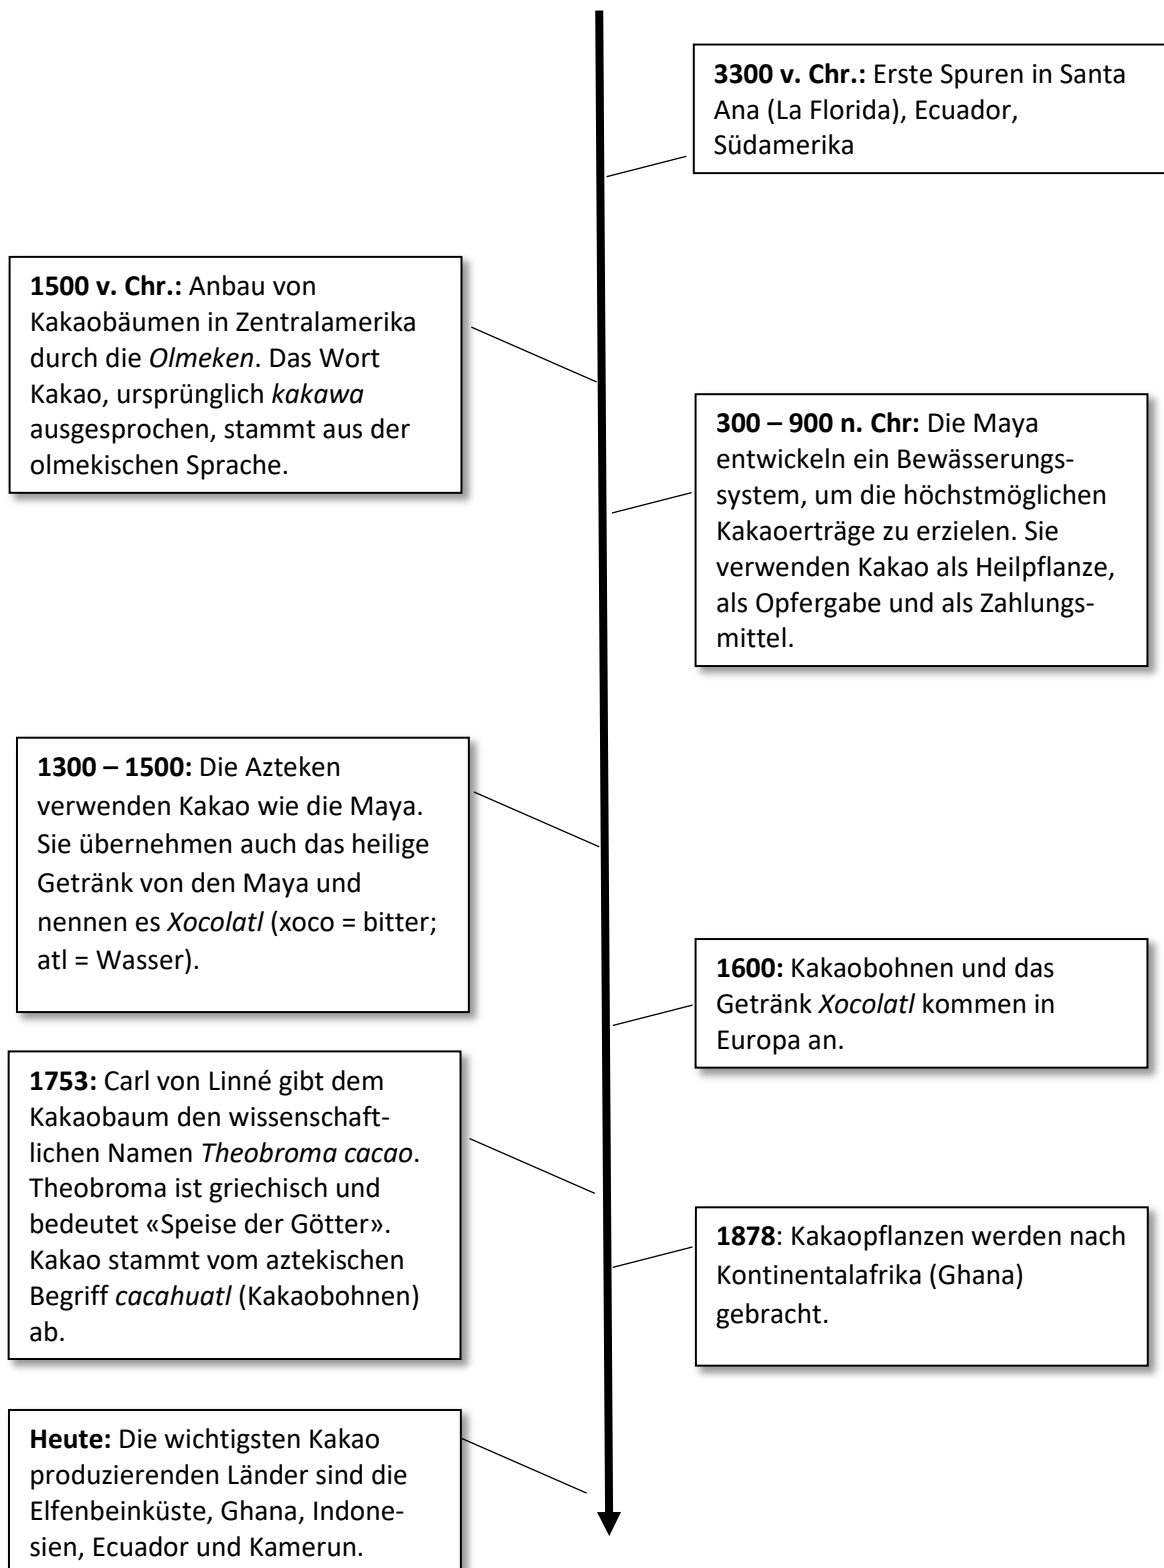 3300 v. Chr.: Erste Spuren in Santa
Ana (La Florida), Ecuador,
Südamerika
1500 v. Chr.: Anbau von
Kakaobäumen in Zentralamerika
durch die Olmeken. Das Wort
Kakao, ursprünglich kakawa
ausgesprochen, stammt aus der
olmekischen Sprache.
300 – 900 n. Chr: Die Maya
entwickeln ein Bewässerungs-
system, um die höchstmöglichen
Kakaoerträge zu erzielen. Sie
verwenden Kakao als Heilpflanze,
als Opfergabe und als Zahlungs-
mittel.
1300 – 1500: Die Azteken
verwenden Kakao wie die Maya.
Sie übernehmen auch das heilige
Getränk von den Maya und
nennen es Xocolatl (xoco = bitter;
atl = Wasser).
1600: Kakaobohnen und das
Getränk Xocolatl kommen in
Europa an.
1753: Carl von Linné gibt dem
Kakaobaum den wissenschaft-
lichen Namen Theobroma cacao.
Theobroma ist griechisch und
bedeutet «Speise der Götter».
Kakao stammt vom aztekischen
Begriff cacahuatl (Kakaobohnen)
ab.
1878: Kakaopflanzen werden nach
Kontinentalafrika (Ghana)
gebracht.
Heute: Die wichtigsten Kakao
produzierenden Länder sind die
Elfenbeinküste, Ghana, Indone-
sien, Ecuador und Kamerun.